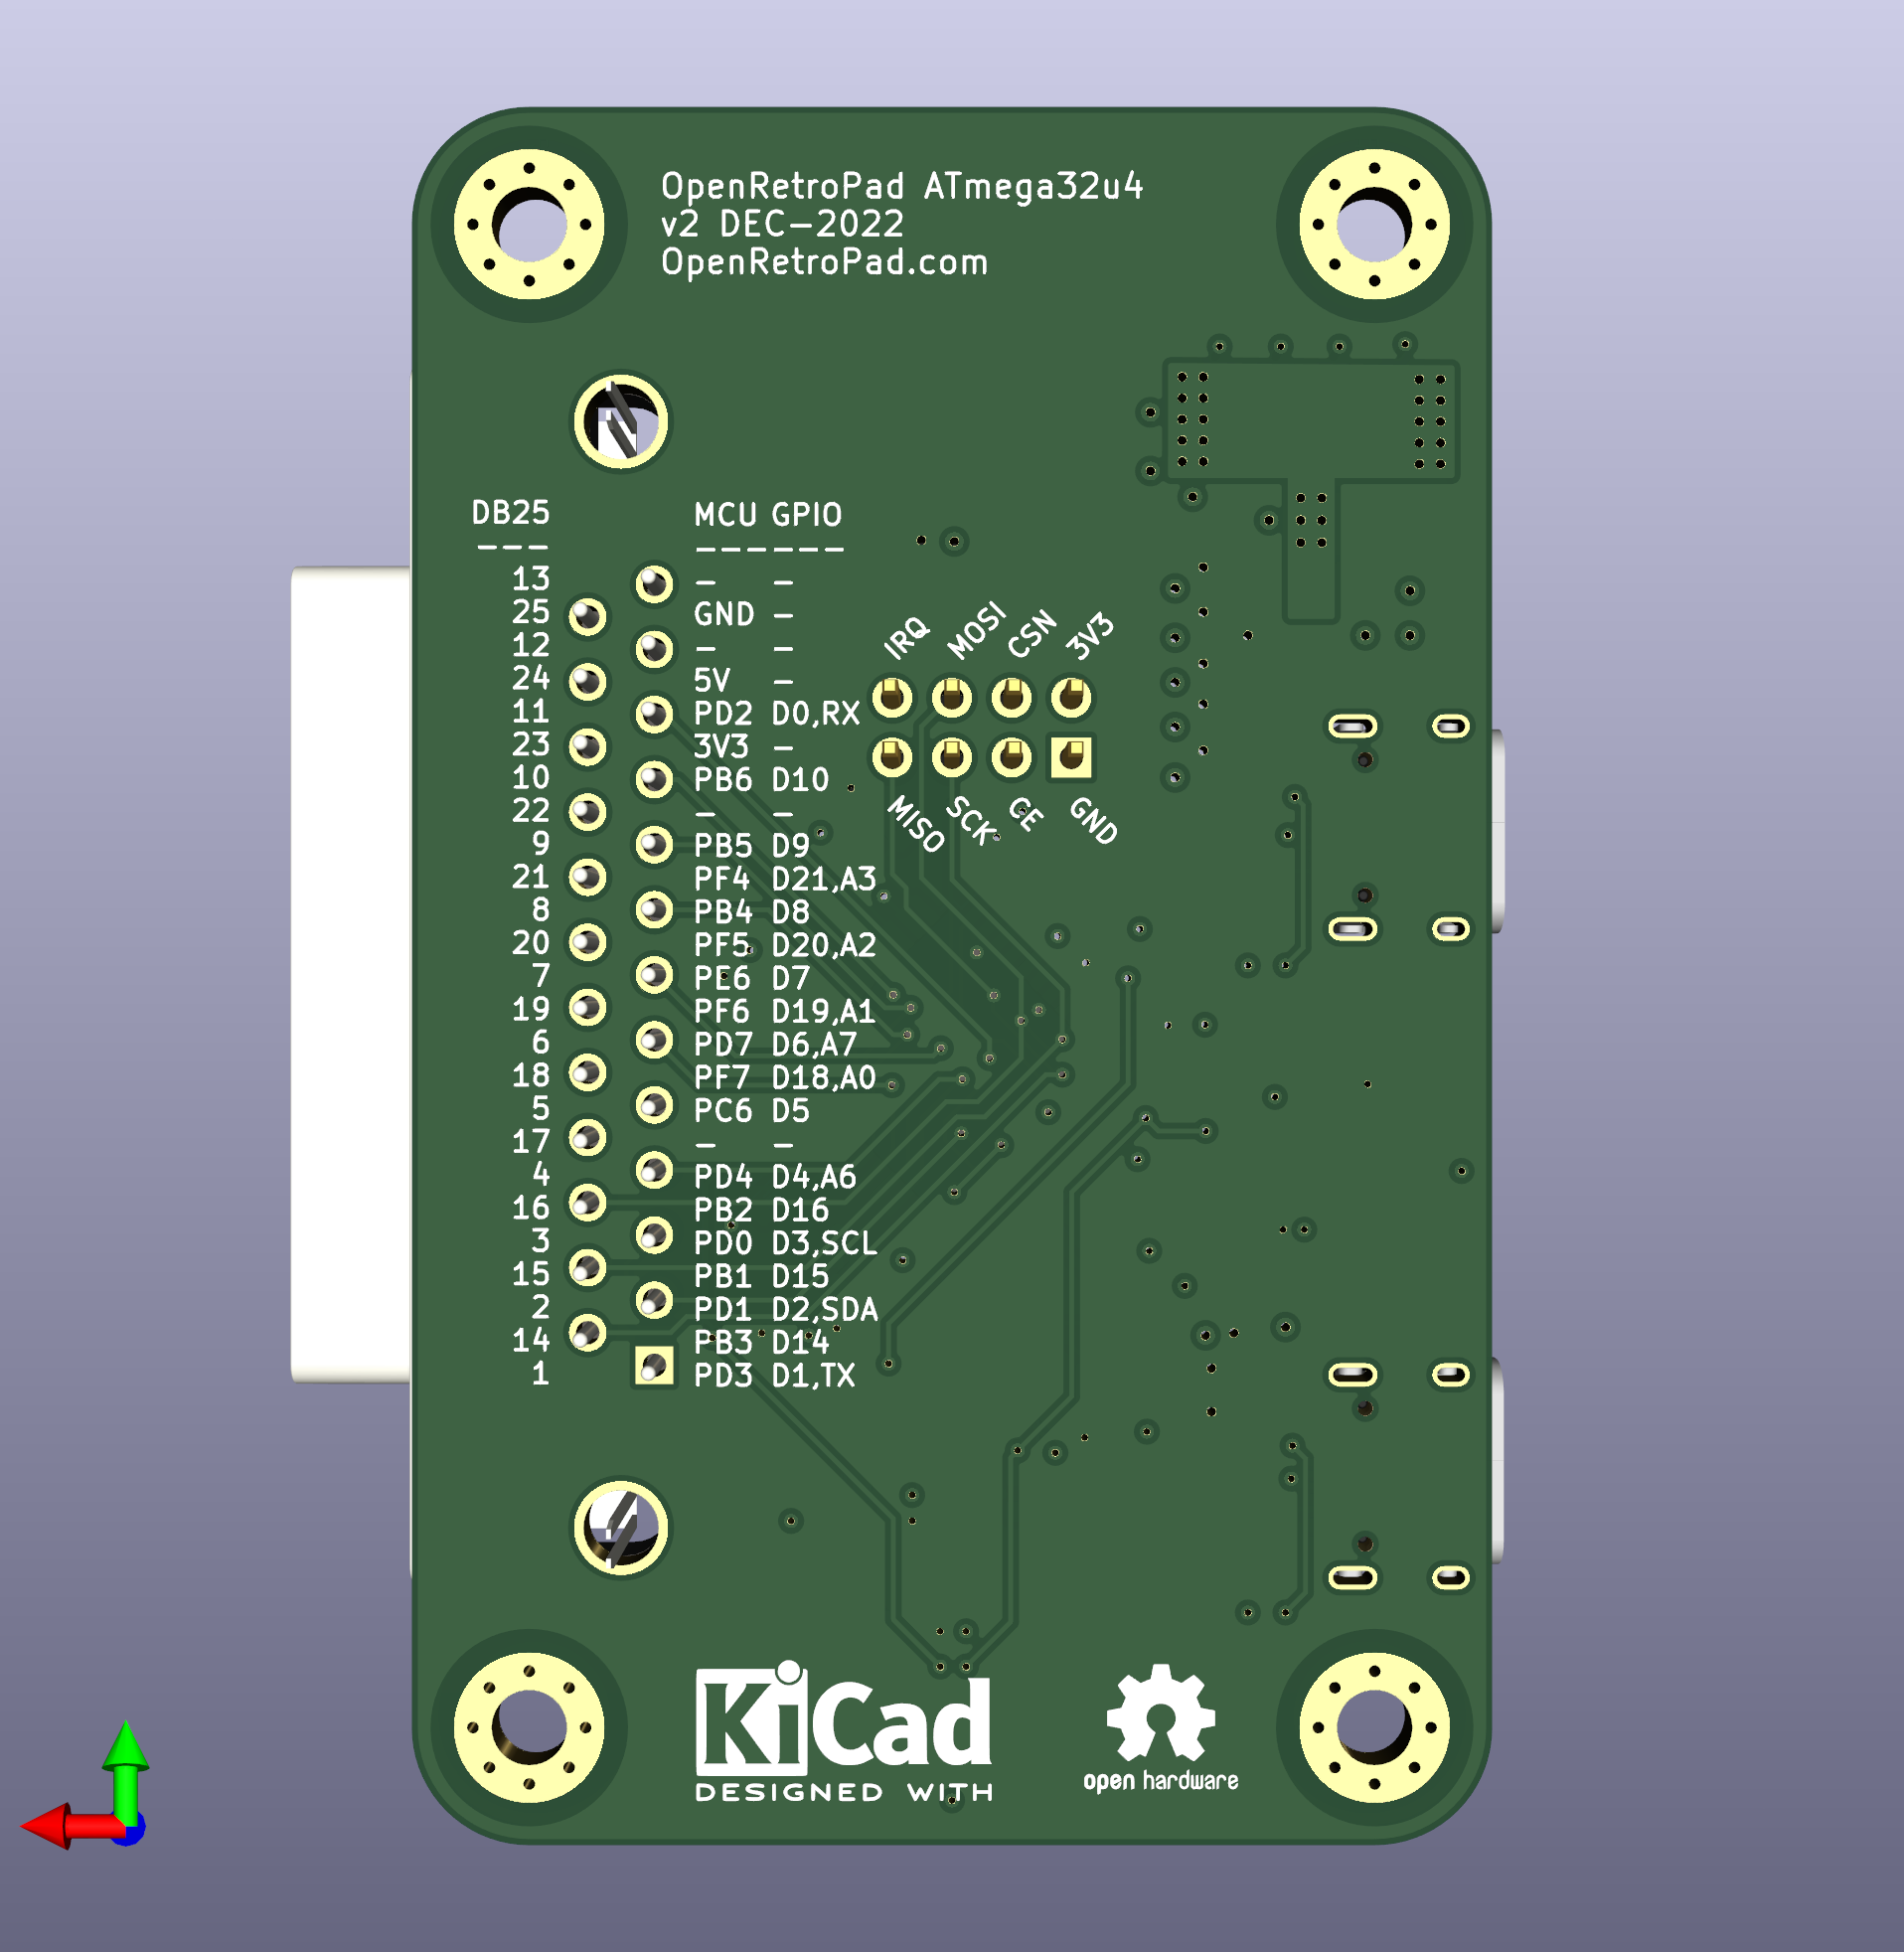 OpenRetroPad ATmega32u4
v2 DEC-2022
OpenRetroPad.com
DB25 MCU GPIO
--- ------
13 - -
25 GND -
12 - -
24 5V -
11 PD2 D0,RX
23 3V3 -
10 PB6 D10
22 - -
9 PB5 D9
21 PF4 D21,A3
8 PB4 D8
20 PF5 D20,A2
7 PE6 D7
19 PF6 D19,A1
6 PD7 D6,A7
18 PF7 D18,A0
5 PC6 D5
17 - -
4 PD4 D4,A6
16 PB2 D16
3 PD0 D3,SCL
15 PB1 D15
2 PD1 D2,SDA
14 PB3 D14
1 PD3 D1,TX
IRQ MOSI CSN 3V3
MISO SCK CE GND
KiCad
DESIGNED WITH
open hardware